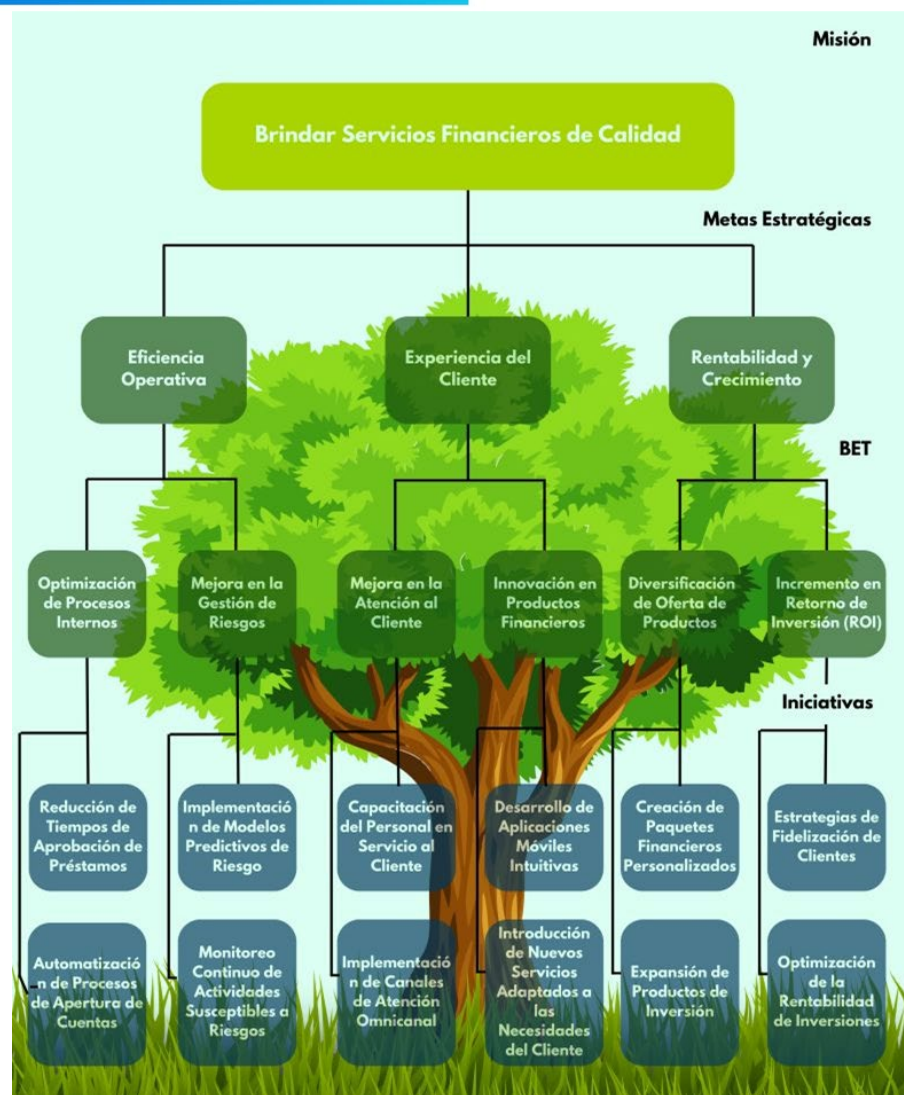 Misión
Brindar Servicios Financieros de Calidad
Metas Estratégicas
Eficiencia
Operativa
Experiencia del
Cliente
Rentabilidad y
Crecimiento
BET
Optimización
de Procesos
Internos
Mejora en la
Gestión de
Riesgos
Mejora en la
Atención al
Cliente
Innovación en
Productos
Financieros
Diversificación
de Oferta de
Productos
Incremento en
Retorno de
Inversión (ROI)
Iniciativas
Reducción de
Tiempos de
Aprobación de
Préstamos
Implementació
n de Modelos
Predictivos de
Riesgo
Capacitación
del Personal en
Servicio al
Cliente
Desarrollo de
Aplicaciones
Móviles
Intuitivas
Creación de
Paquetes
Financieros
Personalizados
Estrategias de
Fidelización de
Clientes
Automatizació
n de Procesos
de Apertura de
Cuentas
Monitoreo
Continuo de
Actividades
Susceptibles a
Riesgos
Implementació
n de Canales
de Atención
Omnicanal
Introducción
de Nuevos
Servicios
Adaptados a
las
Necesidades
del Cliente
Expansión de
Productos de
Inversión
Optimización
de la
Rentabilidad
de Inversiones